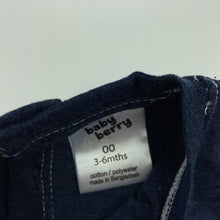 baby
berry
00
3-6mths
cotton / polyester
made in Bangladesh